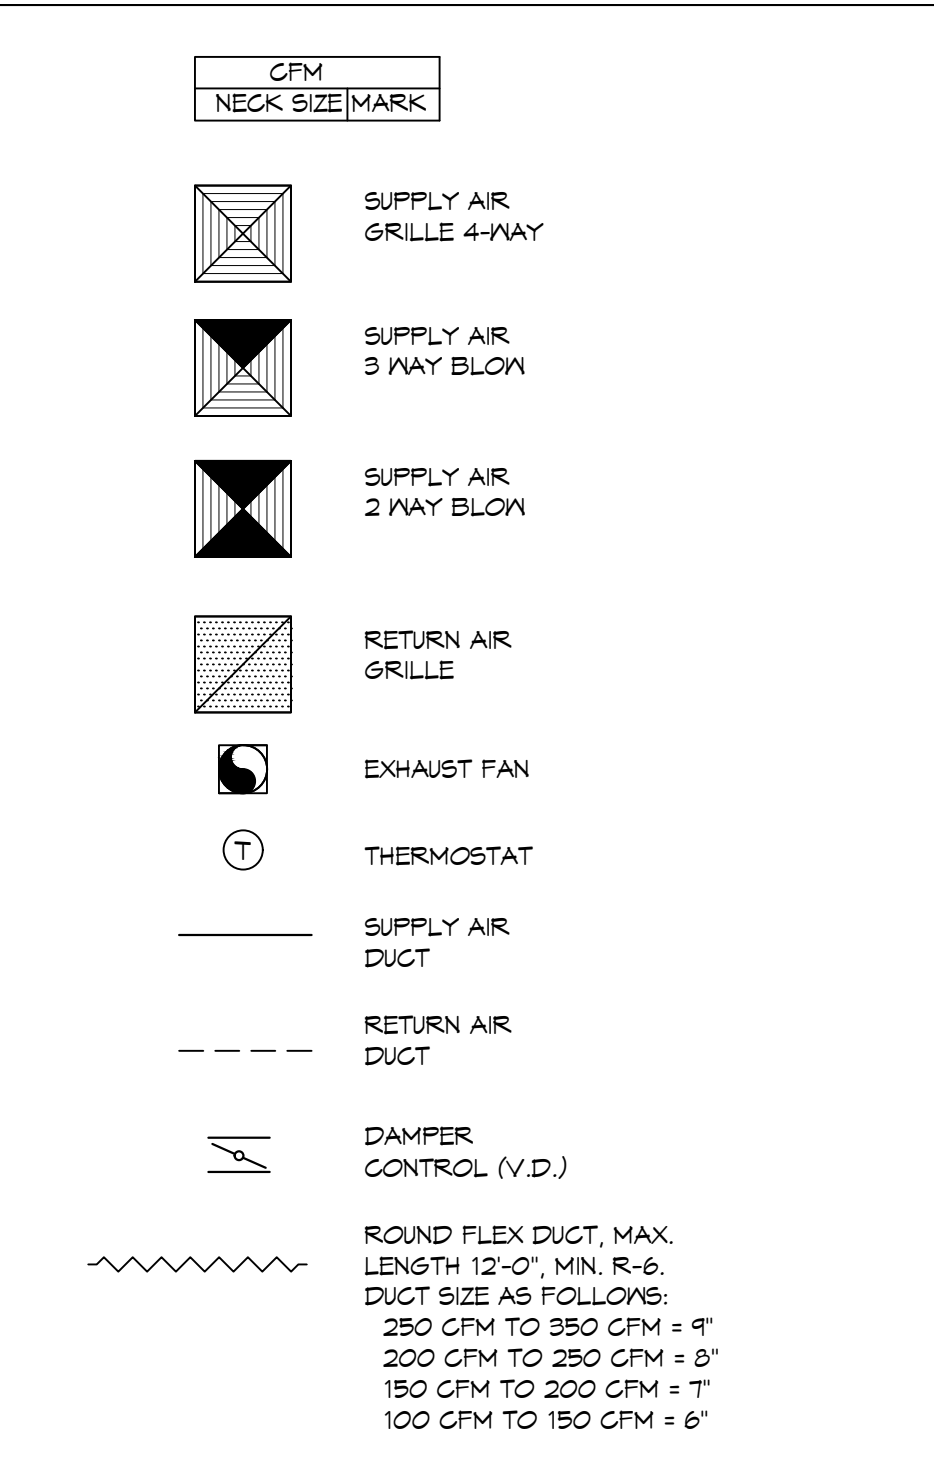 CFM
NECK SIZE MARK
SUPPLY AIR
GRILLE 4-WAY
SUPPLY AIR
3 WAY BLOW
SUPPLY AIR
2 WAY BLOW
RETURN AIR
GRILLE
EXHAUST FAN
T
THERMOSTAT
SUPPLY AIR
DUCT
RETURN AIR
DUCT
DAMPER
CONTROL (V.D.)
ROUND FLEX DUCT, MAX.
LENGTH 12'-0", MIN. R-6.
DUCT SIZE AS FOLLOWS:
250 CFM TO 350 CFM = 9"
200 CFM TO 250 CFM = 8"
150 CFM TO 200 CFM = 7"
100 CFM TO 150 CFM = 6"